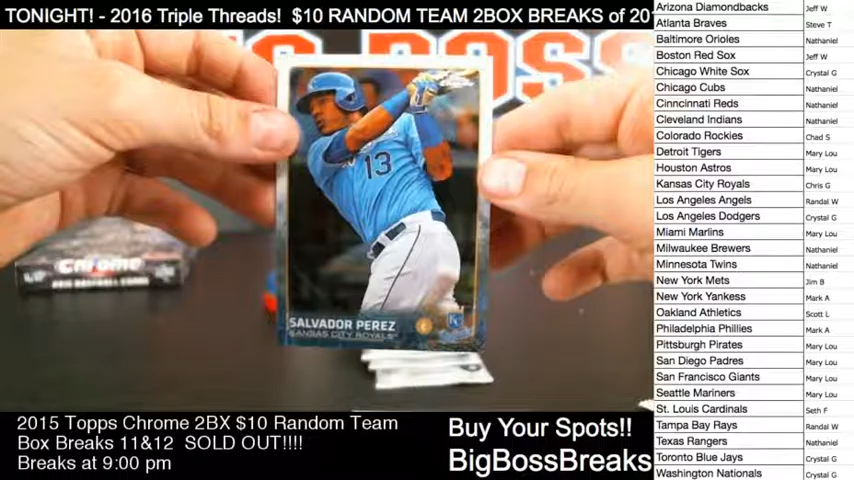 TONIGHT! - 2016 Triple Threads! $10 RANDOM TEAM 2BOX BREAKS of 20
BOSS
13
SALVADOR PEREZ
KANSAS CITY ROYALS
Chrome
2015 Topps Chrome 2BX $10 Random Team
Box Breaks 11&12 SOLD OUT!!!!
Breaks at 9:00 pm
Buy Your Spots!!
BigBossBreaks
Arizona Diamondbacks Jeff W
Atlanta Braves Steve T
Baltimore Orioles Nathaniel
Boston Red Sox Jeff W
Chicago White Sox Crystal G
Chicago Cubs Nathaniel
Cinncinnati Reds Nathaniel
Cleveland Indians Nathaniel
Colorado Rockies Chad S
Detroit Tigers Mary Lou
Houston Astros Mary Lou
Kansas City Royals Chris G
Los Angeles Angels Randal W
Los Angeles Dodgers Crystal G
Miami Marlins Mary Lou
Milwaukee Brewers Nathaniel
Minnesota Twins Nathaniel
New York Mets Jim B
New York Yankess Mark A
Oakland Athletics Scott L
Philadelphia Phillies Mark A
Pittsburgh Pirates Mary Lou
San Diego Padres Mary Lou
San Francisco Giants Mary Lou
Seattle Mariners Mary Lou
St. Louis Cardinals Seth F
Tampa Bay Rays Randal W
Texas Rangers Nathaniel
Toronto Blue Jays Crystal G
Washington Nationals Crystal G